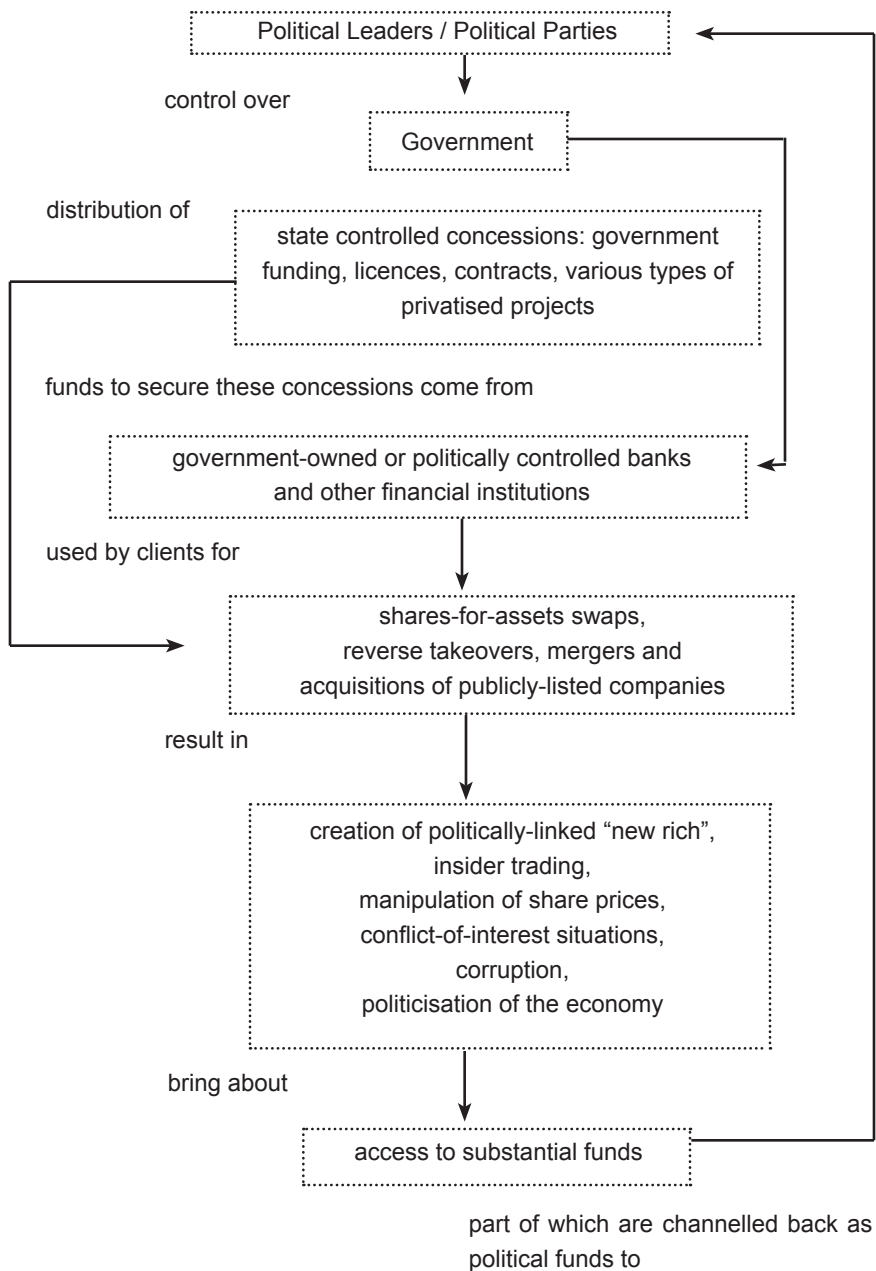 Political Leaders / Political Parties
control over
Government
distribution of
state controlled concessions: government
funding, licences, contracts, various types of
privatised projects
funds to secure these concessions come from
government-owned or politically controlled banks
and other financial institutions
used by clients for
shares-for-assets swaps,
reverse takeovers, mergers and
acquisitions of publicly-listed companies
result in
creation of politically-linked “new rich”,
insider trading,
manipulation of share prices,
conflict-of-interest situations,
corruption,
politicisation of the economy
bring about
access to substantial funds
part of which are channelled back as
political funds to